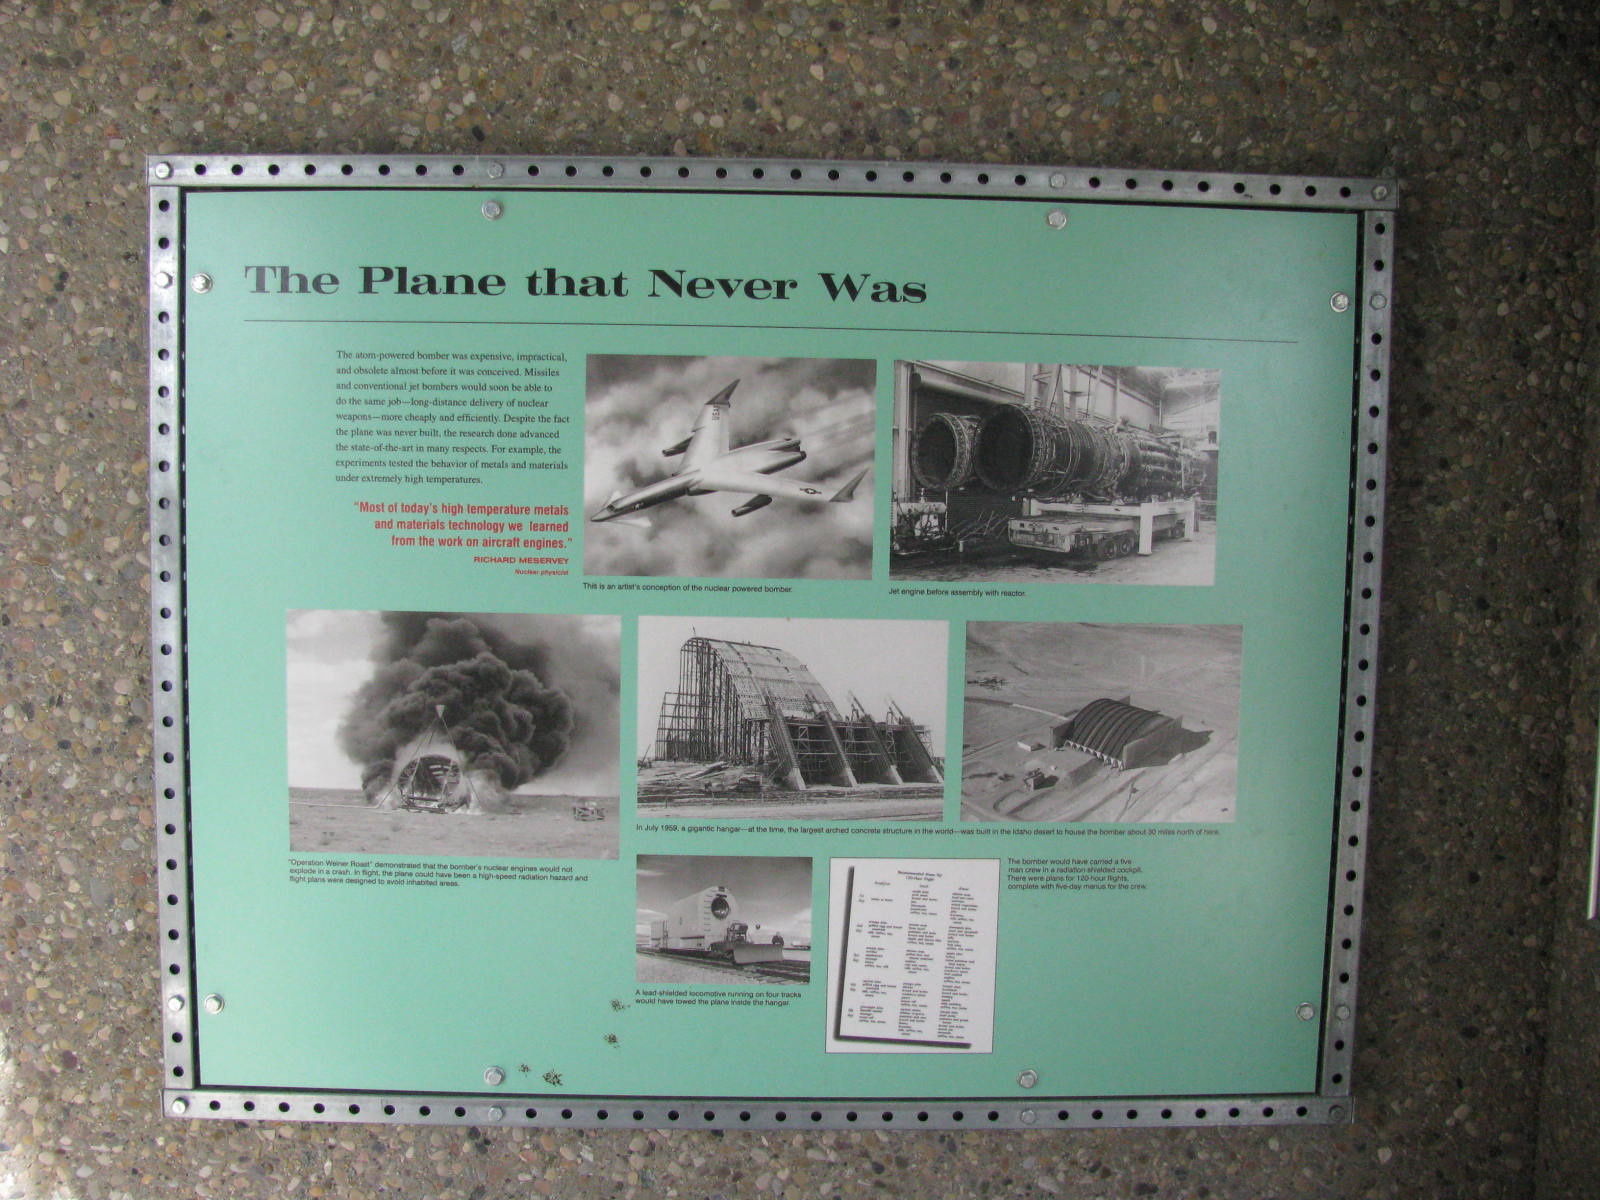 The Plane that Never Was
The atom-powered bomber was expensive, impractical,
and obsolete almost before it was conceived. Missiles
and conventional jet bombers would soon be able to
do the same job—long-distance delivery of nuclear
weapons—more cheaply and efficiently. Despite the fact
the plane was never built, the research done advanced
the state-of-the-art in many respects. For example, the
experiments tested the behavior of metals and materials
under extremely high temperatures.
"Most of today's high temperature metals
and materials technology we learned
from the work on aircraft engines."
RICHARD MESERVEY
Nuclear physicist
USAF
This is an artist's conception of the nuclear powered bomber.
Jet engine before assembly with reactor.
"Operation Weiner Roast" demonstrated that the bomber's nuclear engines would not
explode in a crash. In flight, the plane could have been a high-speed radiation hazard and
flight plans were designed to avoid inhabited areas.
In July 1959, a gigantic hangar—at the time, the largest arched concrete structure in the world—was built in the Idaho desert to house the bomber about 30 miles north of here.
A lead-shielded locomotive running on four tracks
would have towed the plane inside the hangar.
Recommended Menu for
120-Hour Flight
Breakfast Lunch Dinner
The bomber would have carried a five-
man crew in a radiation shielded cockpit.
There were plans for 120-hour flights,
complete with five-day menus for the crew.